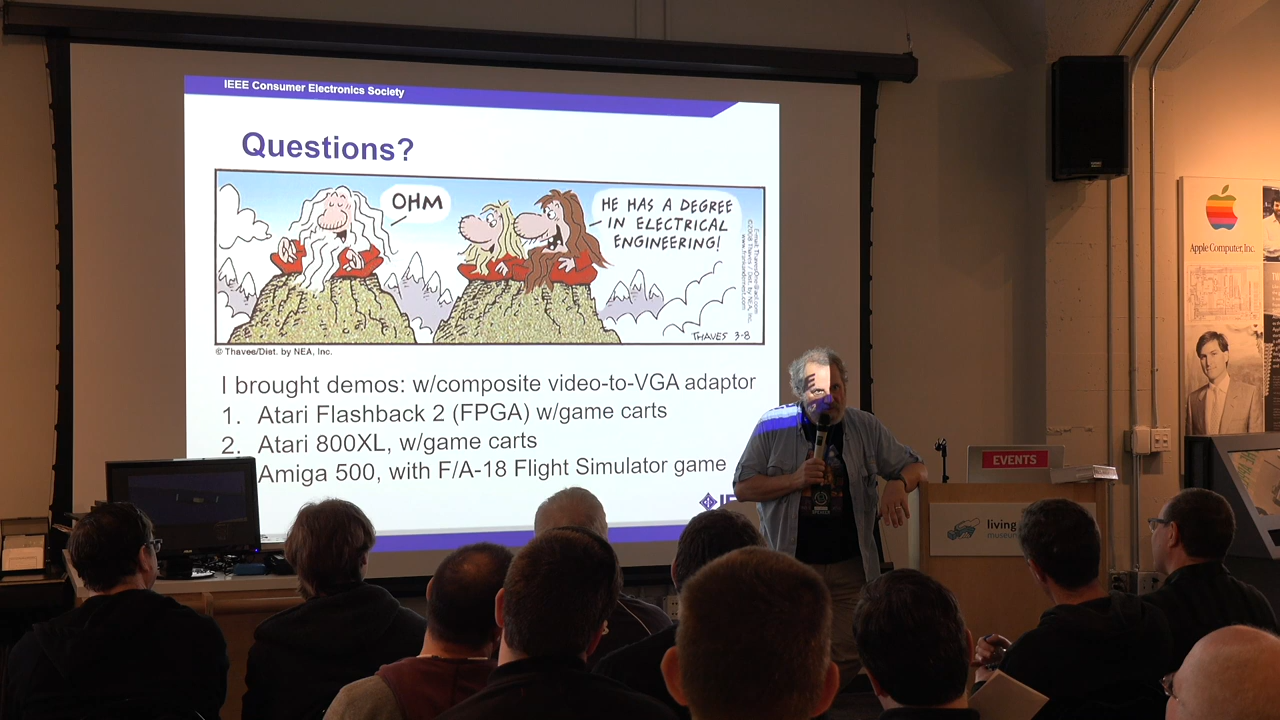 IEEE Consumer Electronics Society
Questions?
OHM
HE HAS A DEGREE
IN ELECTRICAL
ENGINEERING!
THAVES 3-8
© Thaves/Dist. by NEA, Inc.
I brought demos: w/composite video-to-VGA adaptor
1. Atari Flashback 2 (FPGA) w/game carts
2. Atari 800XL, w/game carts
Amiga 500, with F/A-18 Flight Simulator game
EVENTS
living
Apple Computer, Inc.